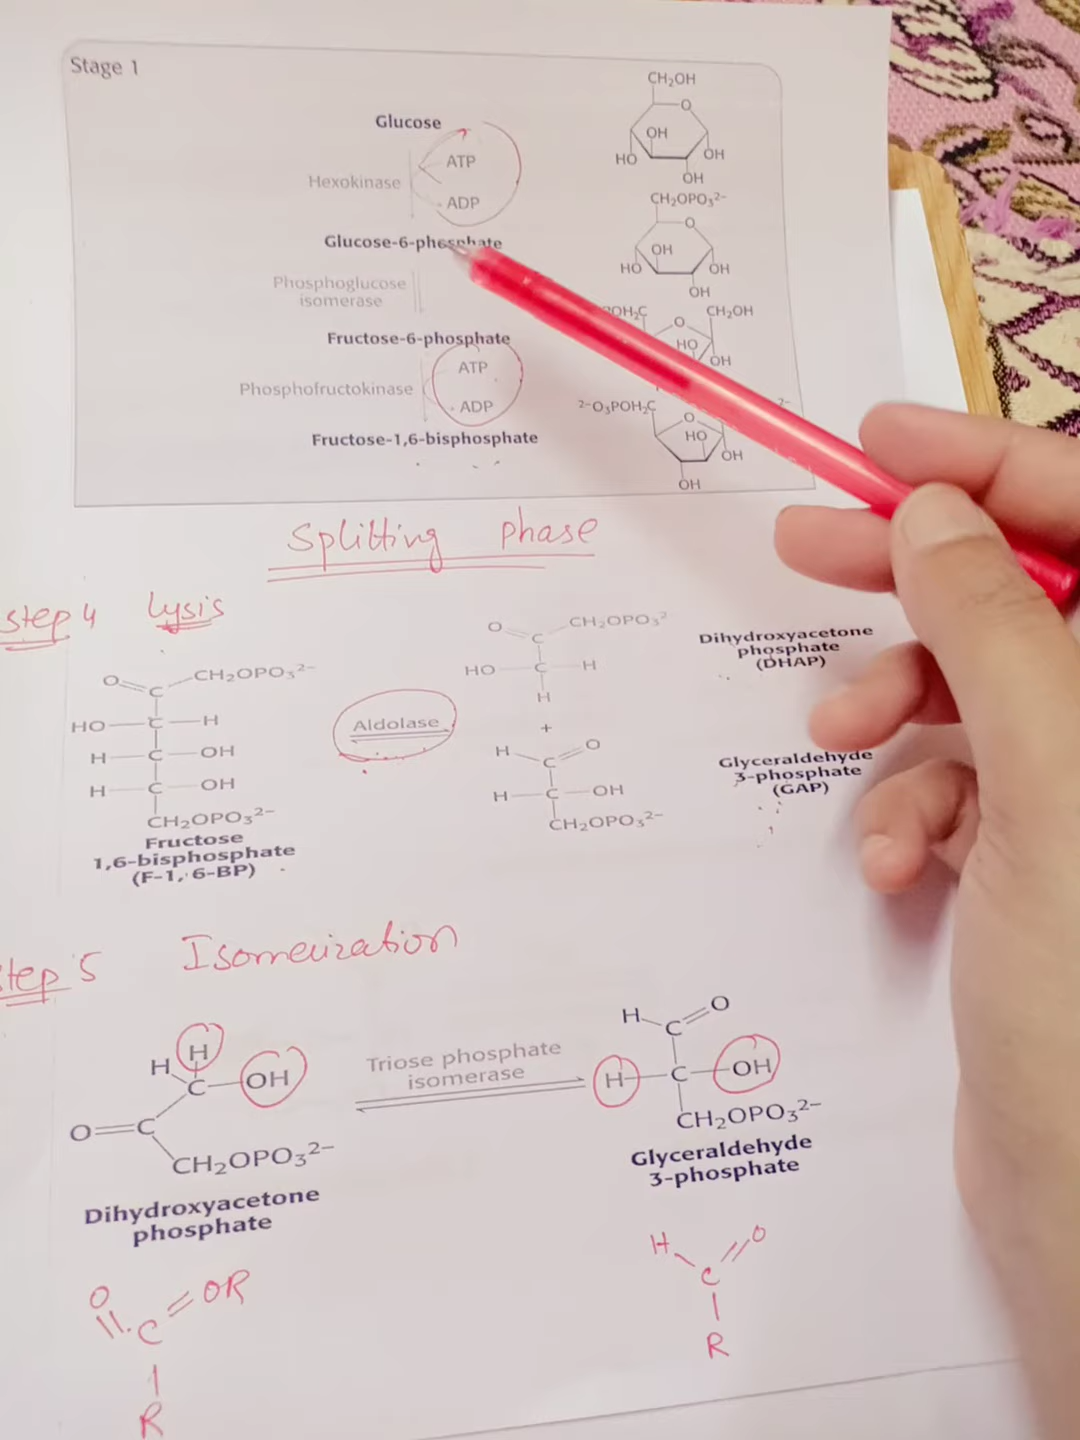 Stage 1
Glucose
ATP
Hexokinase
ADP
Glucose-6-phosphate
Phosphoglucose
isomerase
Fructose-6-phosphate
ATP
Phosphofructokinase
ADP
Fructose-1,6-bisphosphate
CH₂OH
O
OH
HO
OH
OH
CH₂OPO₃²⁻
O
OH
HO
OH
OH
POH₂C
CH₂OH
O
HO
OH
²⁻O₃POH₂C
O
HO
OH
OH
2-
Splitting phase
Step 4 Lysis
O C CH₂OPO₃²⁻
HO C H
H C OH
H C OH
CH₂OPO₃²⁻
Fructose
1,6-bisphosphate
(F-1, 6-BP)
Aldolase
O C CH₂OPO₃²
HO C H
H
+
H C O
H C OH
CH₂OPO₃²⁻
Dihydroxyacetone
phosphate
(DHAP)
Glyceraldehyde
3-phosphate
(GAP)
Step 5 Isomerization
H H
C OH
O=C
CH₂OPO₃²⁻
Dihydroxyacetone
phosphate
Triose phosphate
isomerase
H C O
H C OH
CH₂OPO₃²⁻
Glyceraldehyde
3-phosphate
O C OR
R
H C O
R